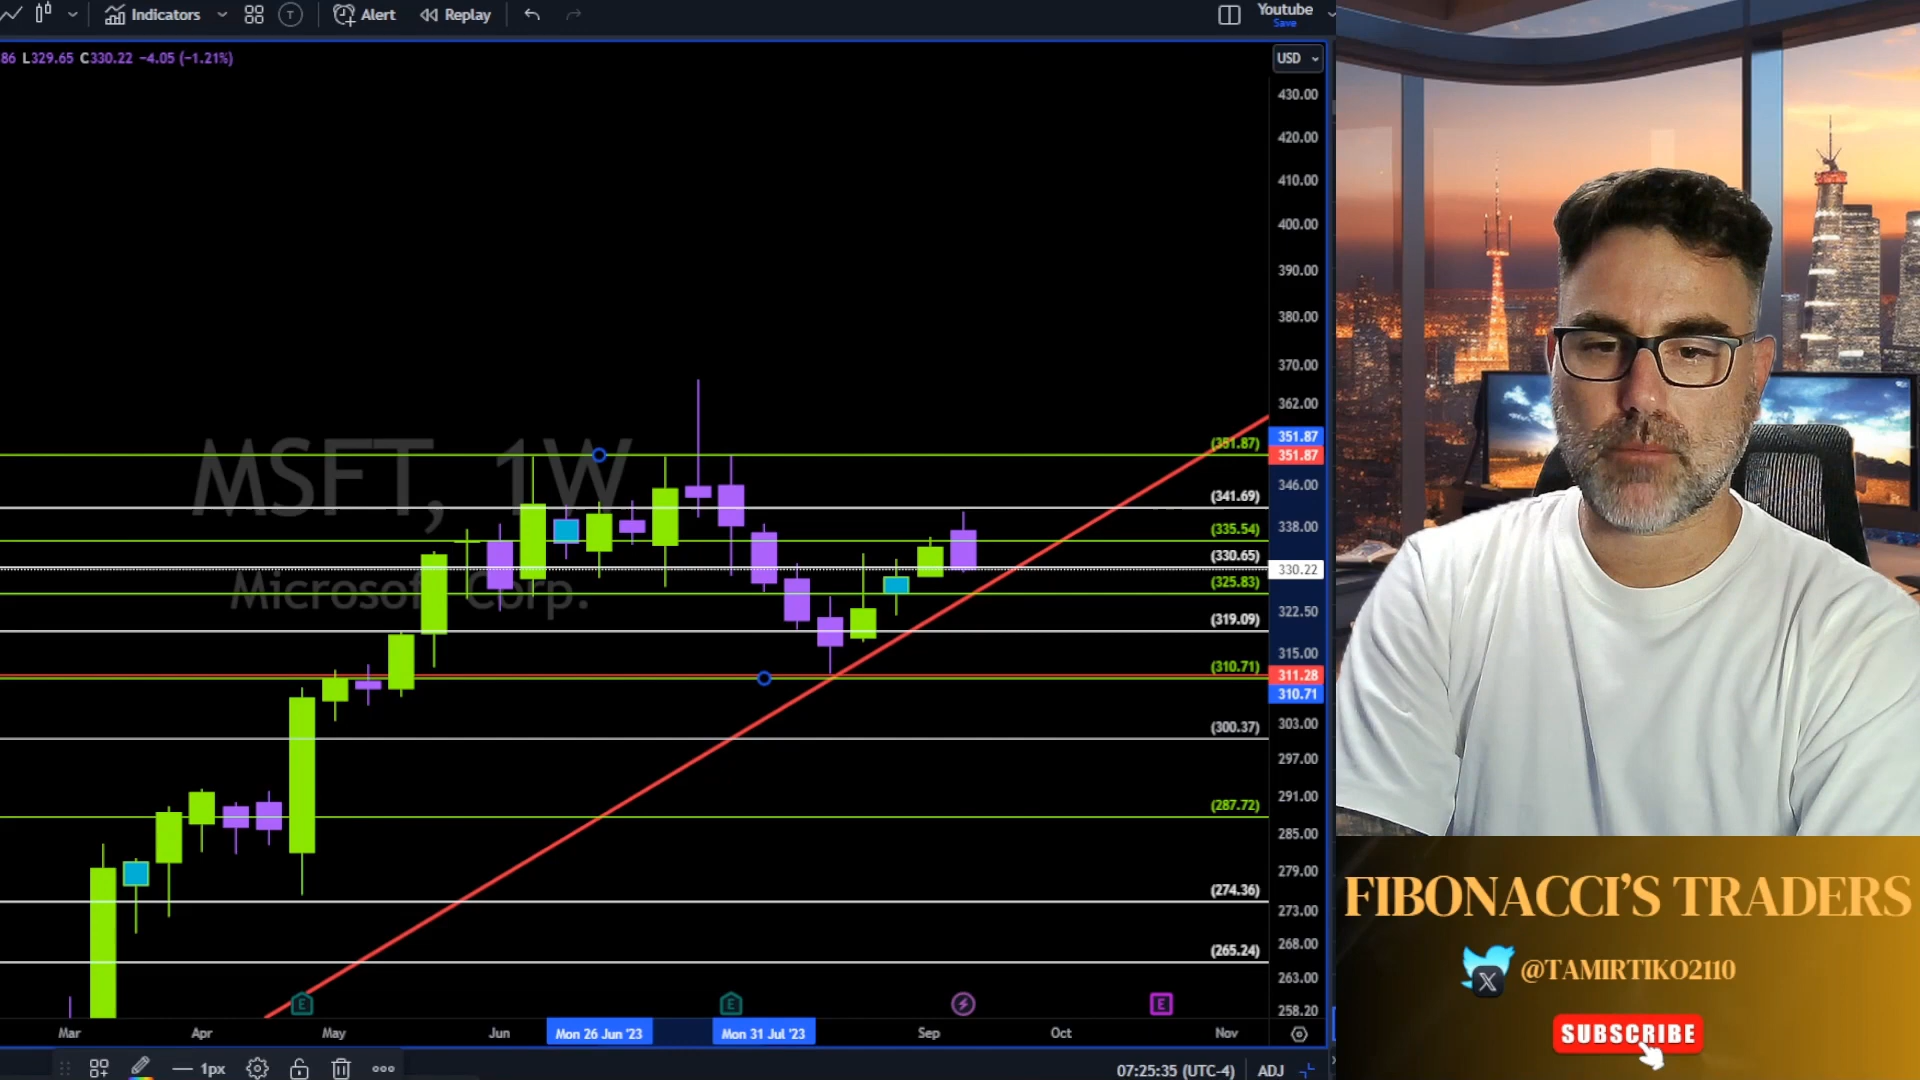 Indicators
T
Alert
Replay
Youtube
Save
86 L329.65 C330.22 −4.05 (−1.21%)
USD
430.00
420.00
410.00
400.00
390.00
380.00
370.00
362.00
(351.87)
351.87
351.87
346.00
(341.69)
338.00
(335.54)
(330.65)
330.22
(325.83)
322.50
(319.09)
315.00
(310.71)
311.28
310.71
303.00
(300.37)
297.00
291.00
(287.72)
285.00
279.00
(274.36)
273.00
268.00
(265.24)
263.00
258.20
MSFT, 1W
Microsoft Corp.
E
E
E
Mar
Apr
May
Jun
Mon 26 Jun '23
Mon 31 Jul '23
Sep
Oct
Nov
1px
07:25:35 (UTC-4)
ADJ
FIBONACCI'S TRADERS
X
@TAMIRTIKO2110
SUBSCRIBE